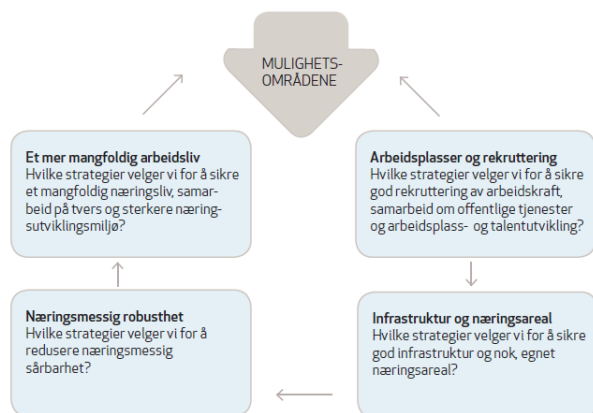 MULIGHETS-
OMRÅDENE
Et mer mangfoldig arbeidsliv
Hvilke strategier velger vi for å sikre
et mangfoldig næringsliv, samar-
beid på tvers og sterkere næring-
sutviklingsmiljø?
Arbeidsplasser og rekruttering
Hvilke strategier velger vi for å sikre
god rekruttering av arbeidskraft,
samarbeid om offentlige tjenester
og arbeidsplass- og talentutvikling?
Næringsmessig robusthet
Hvilke strategier velger vi for å
redusere næringsmessig
sårbarhet?
Infrastruktur og næringsareal
Hvilke strategier velger vi for å sikre
god infrastruktur og nok, egnet
næringsareal?